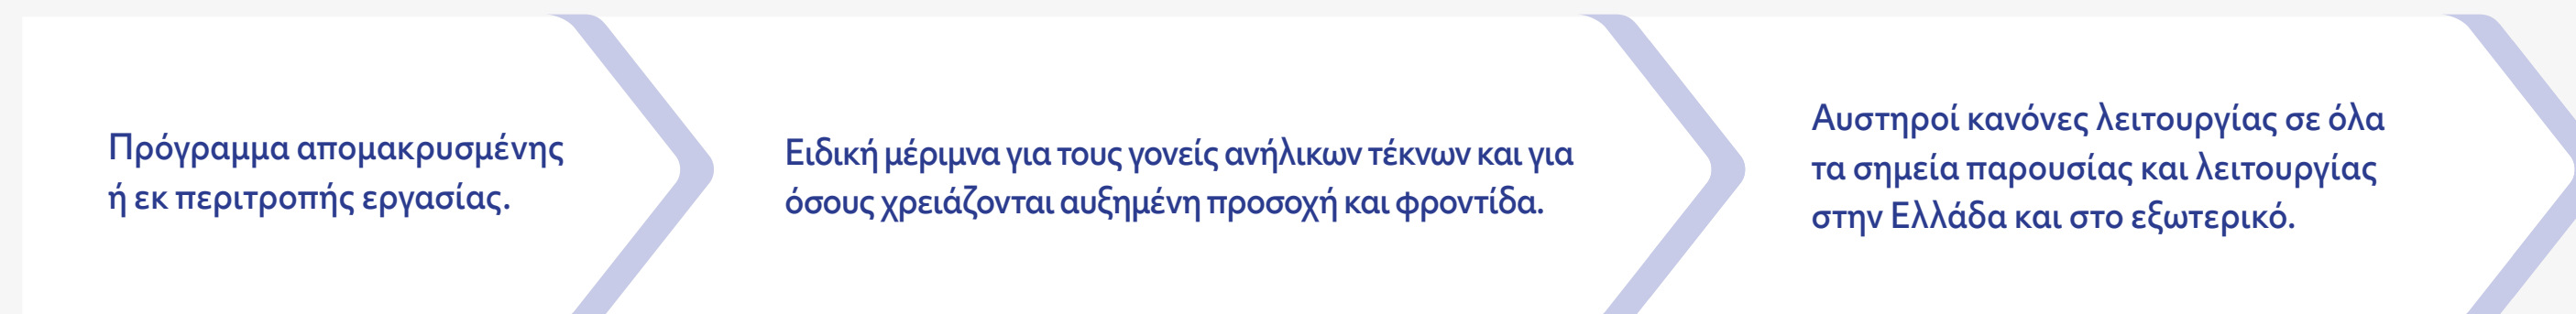 Πρόγραμμα απομακρυσμένης
ή εκ περιτροπής εργασίας.
Ειδική μέριμνα για τους γονείς ανήλικων τέκνων και για
όσους χρειάζονται αυξημένη προσοχή και φροντίδα.
Αυστηροί κανόνες λειτουργίας σε όλα
τα σημεία παρουσίας και λειτουργίας
στην Ελλάδα και στο εξωτερικό.